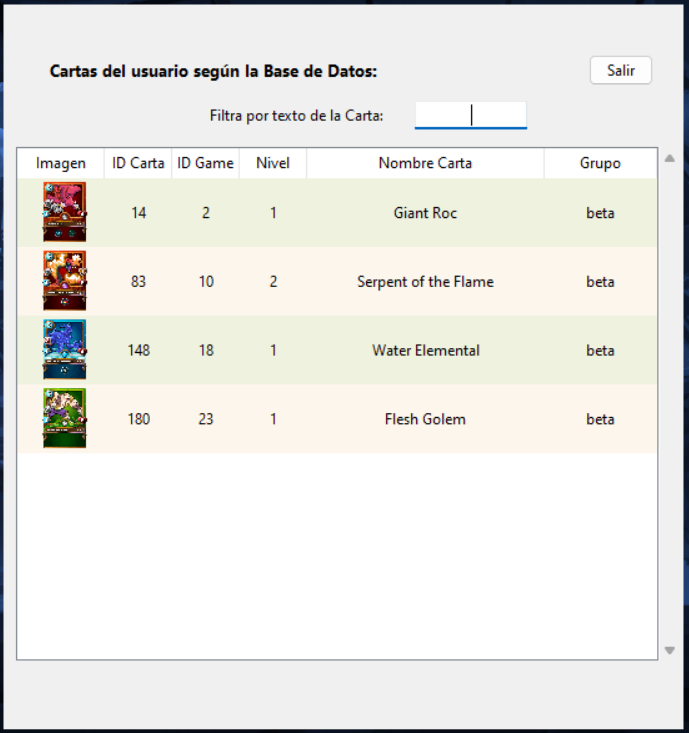 Cartas del usuario según la Base de Datos:
Salir
Filtra por texto de la Carta:
Imagen ID Carta ID Game Nivel Nombre Carta Grupo
14 2 1 Giant Roc beta
83 10 2 Serpent of the Flame beta
148 18 1 Water Elemental beta
180 23 1 Flesh Golem beta